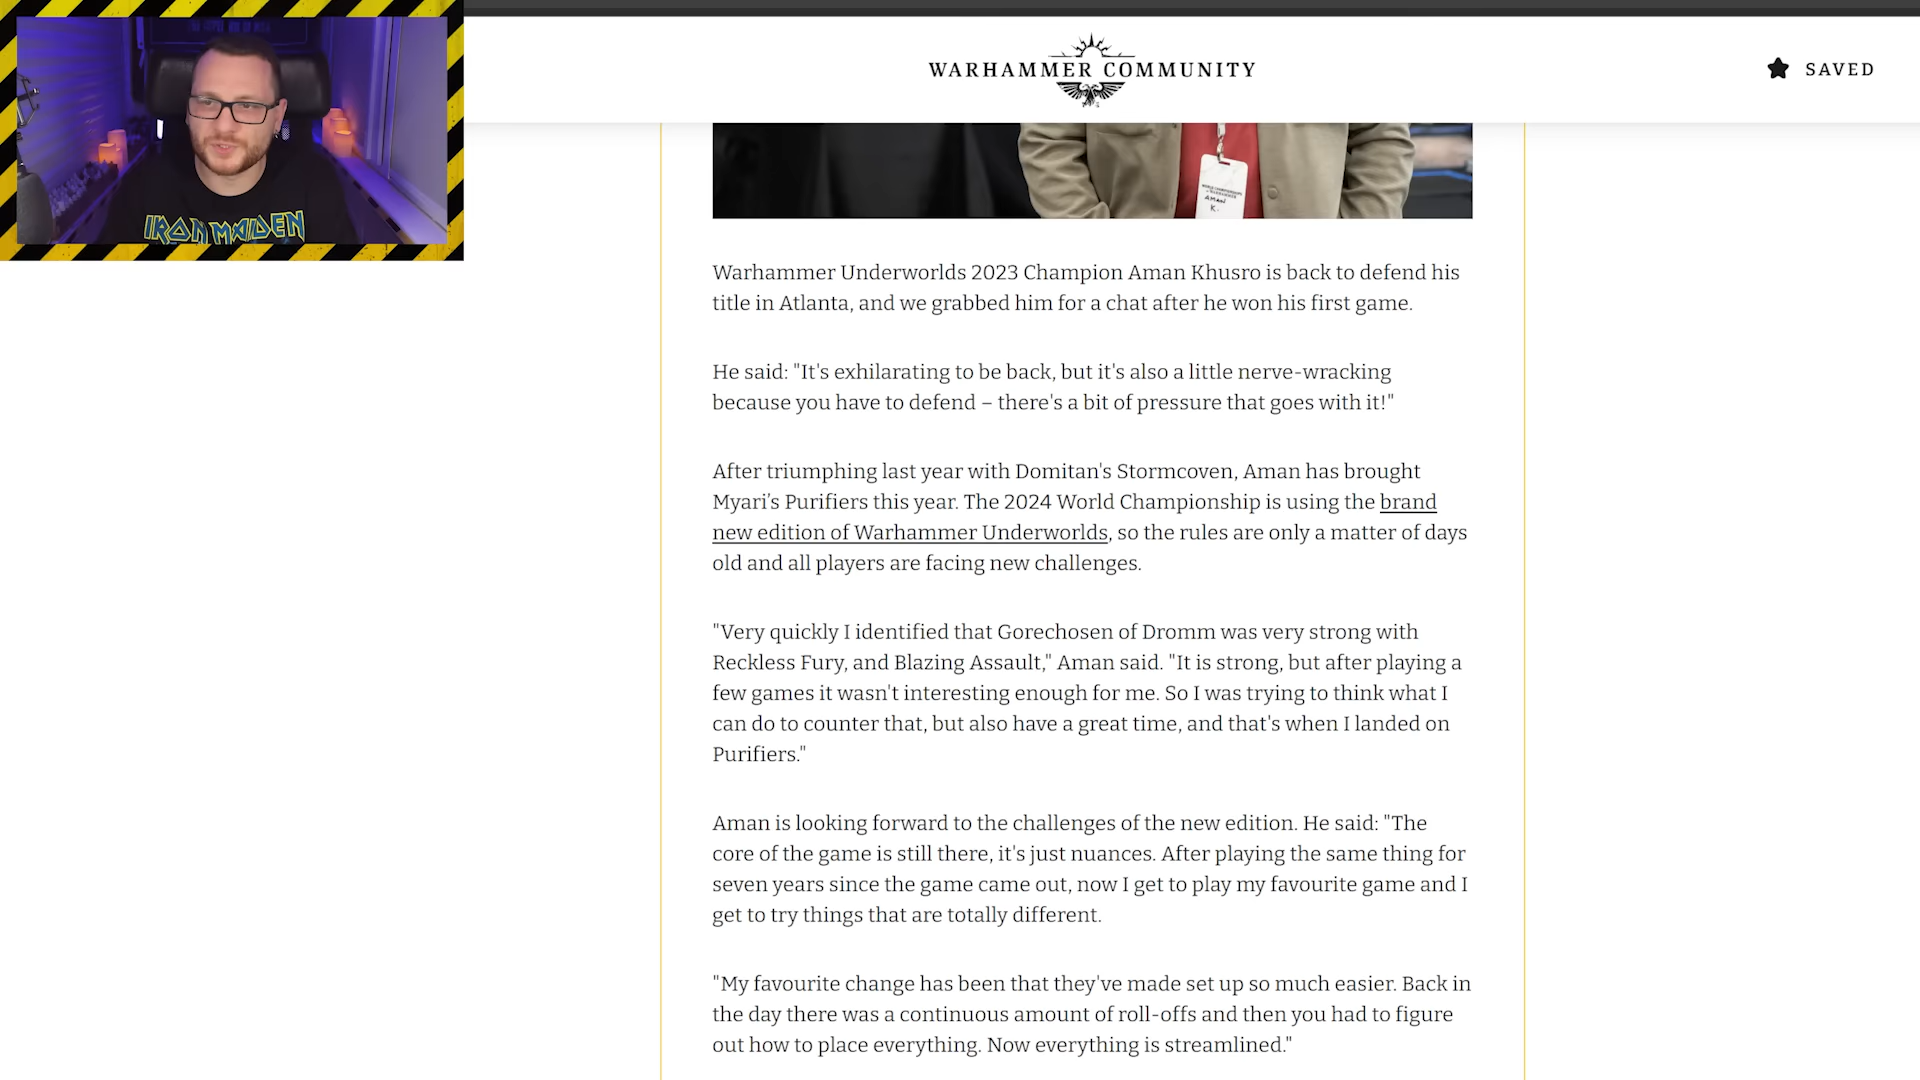 WARHAMMER COMMUNITY
SAVED
IRON MAIDEN
AMAN
K.
Warhammer Underworlds 2023 Champion Aman Khusro is back to defend his
title in Atlanta, and we grabbed him for a chat after he won his first game.
He said: "It's exhilarating to be back, but it's also a little nerve-wracking
because you have to defend – there's a bit of pressure that goes with it!"
After triumphing last year with Domitan's Stormcoven, Aman has brought
Myari’s Purifiers this year. The 2024 World Championship is using the brand
new edition of Warhammer Underworlds, so the rules are only a matter of days
old and all players are facing new challenges.
"Very quickly I identified that Gorechosen of Dromm was very strong with
Reckless Fury, and Blazing Assault," Aman said. "It is strong, but after playing a
few games it wasn't interesting enough for me. So I was trying to think what I
can do to counter that, but also have a great time, and that's when I landed on
Purifiers."
Aman is looking forward to the challenges of the new edition. He said: "The
core of the game is still there, it's just nuances. After playing the same thing for
seven years since the game came out, now I get to play my favourite game and I
get to try things that are totally different.
"My favourite change has been that they've made set up so much easier. Back in
the day there was a continuous amount of roll-offs and then you had to figure
out how to place everything. Now everything is streamlined."